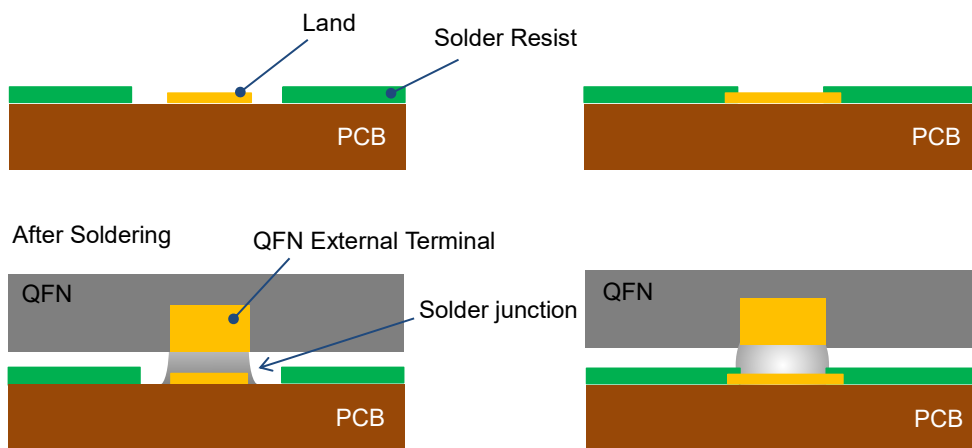 Land
Solder Resist
PCB
PCB
After Soldering
QFN External Terminal
QFN
Solder junction
QFN
PCB
PCB